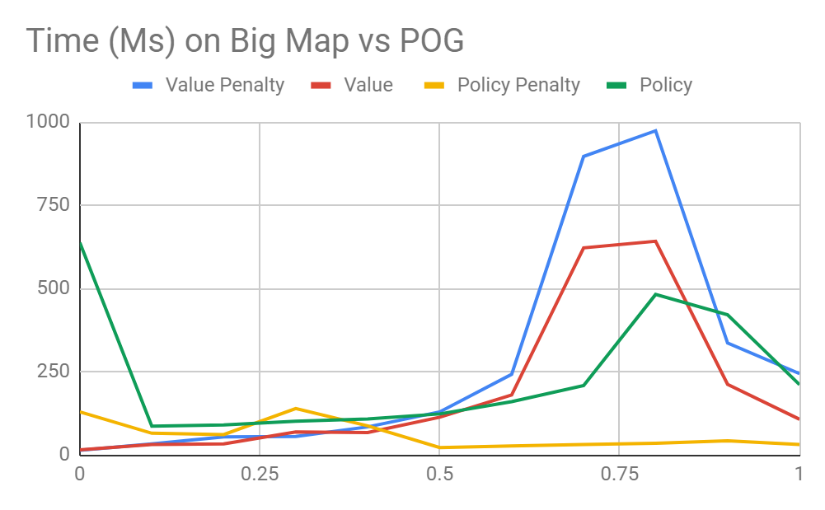 Time (Ms) on Big Map vs POG
Value Penalty Value Policy Penalty Policy
1000
750
500
250
0
0 0.25 0.5 0.75 1